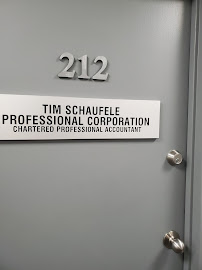 212
TIM SCHAUFELE
PROFESSIONAL CORPORATION
CHARTERED PROFESSIONAL ACCOUNTANT